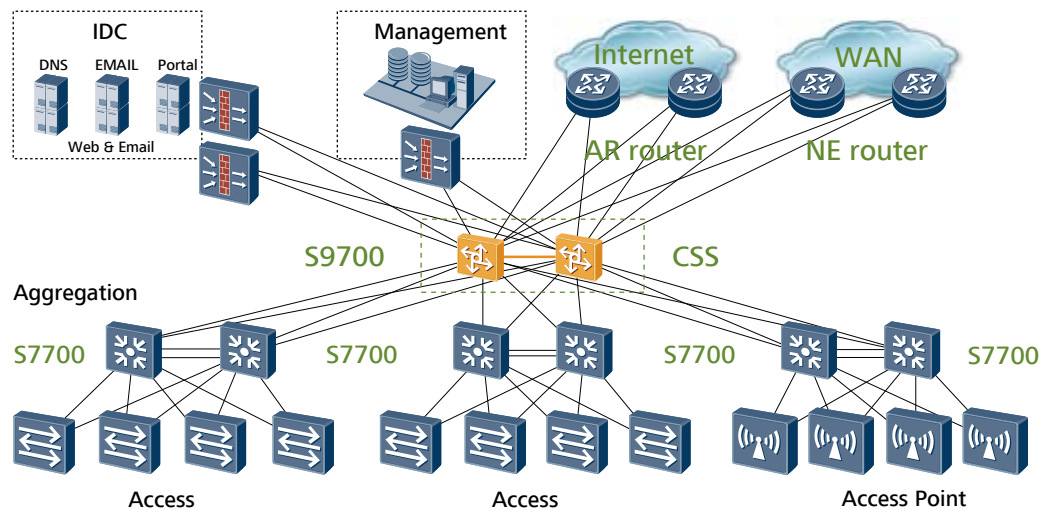 IDC
DNS EMAIL Portal
Web & Email
Management
Internet
WAN
AR router
NE router
S9700
CSS
Aggregation
S7700
S7700
S7700
S7700
Access
Access
Access Point